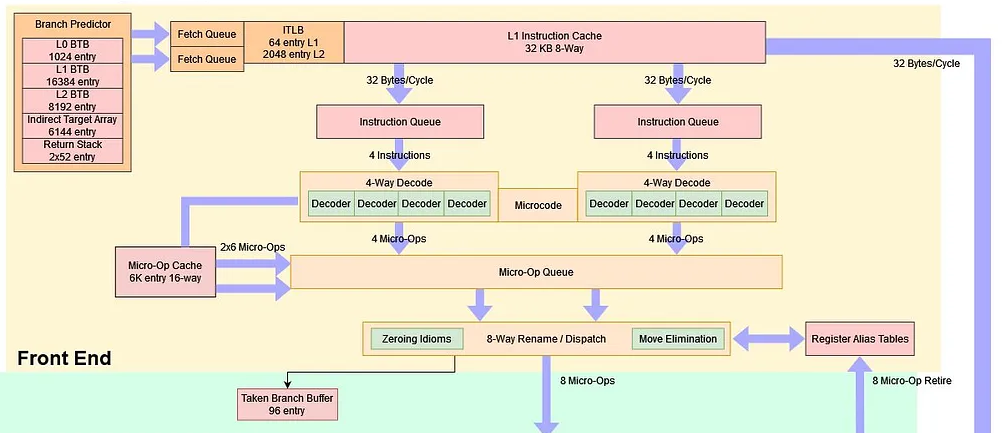 Branch Predictor
L0 BTB
1024 entry
L1 BTB
16384 entry
L2 BTB
8192 entry
Indirect Target Array
6144 entry
Return Stack
2x52 entry
Fetch Queue
Fetch Queue
ITLB
64 entry L1
2048 entry L2
L1 Instruction Cache
32 KB 8-Way
32 Bytes/Cycle
32 Bytes/Cycle
32 Bytes/Cycle
Instruction Queue
Instruction Queue
4 Instructions
4 Instructions
4-Way Decode
Decoder Decoder Decoder Decoder
Microcode
4-Way Decode
Decoder Decoder Decoder Decoder
4 Micro-Ops
4 Micro-Ops
2x6 Micro-Ops
Micro-Op Cache
6K entry 16-way
Micro-Op Queue
Zeroing Idioms
8-Way Rename / Dispatch
Move Elimination
Register Alias Tables
Front End
8 Micro-Ops
8 Micro-Op Retire
Taken Branch Buffer
96 entry